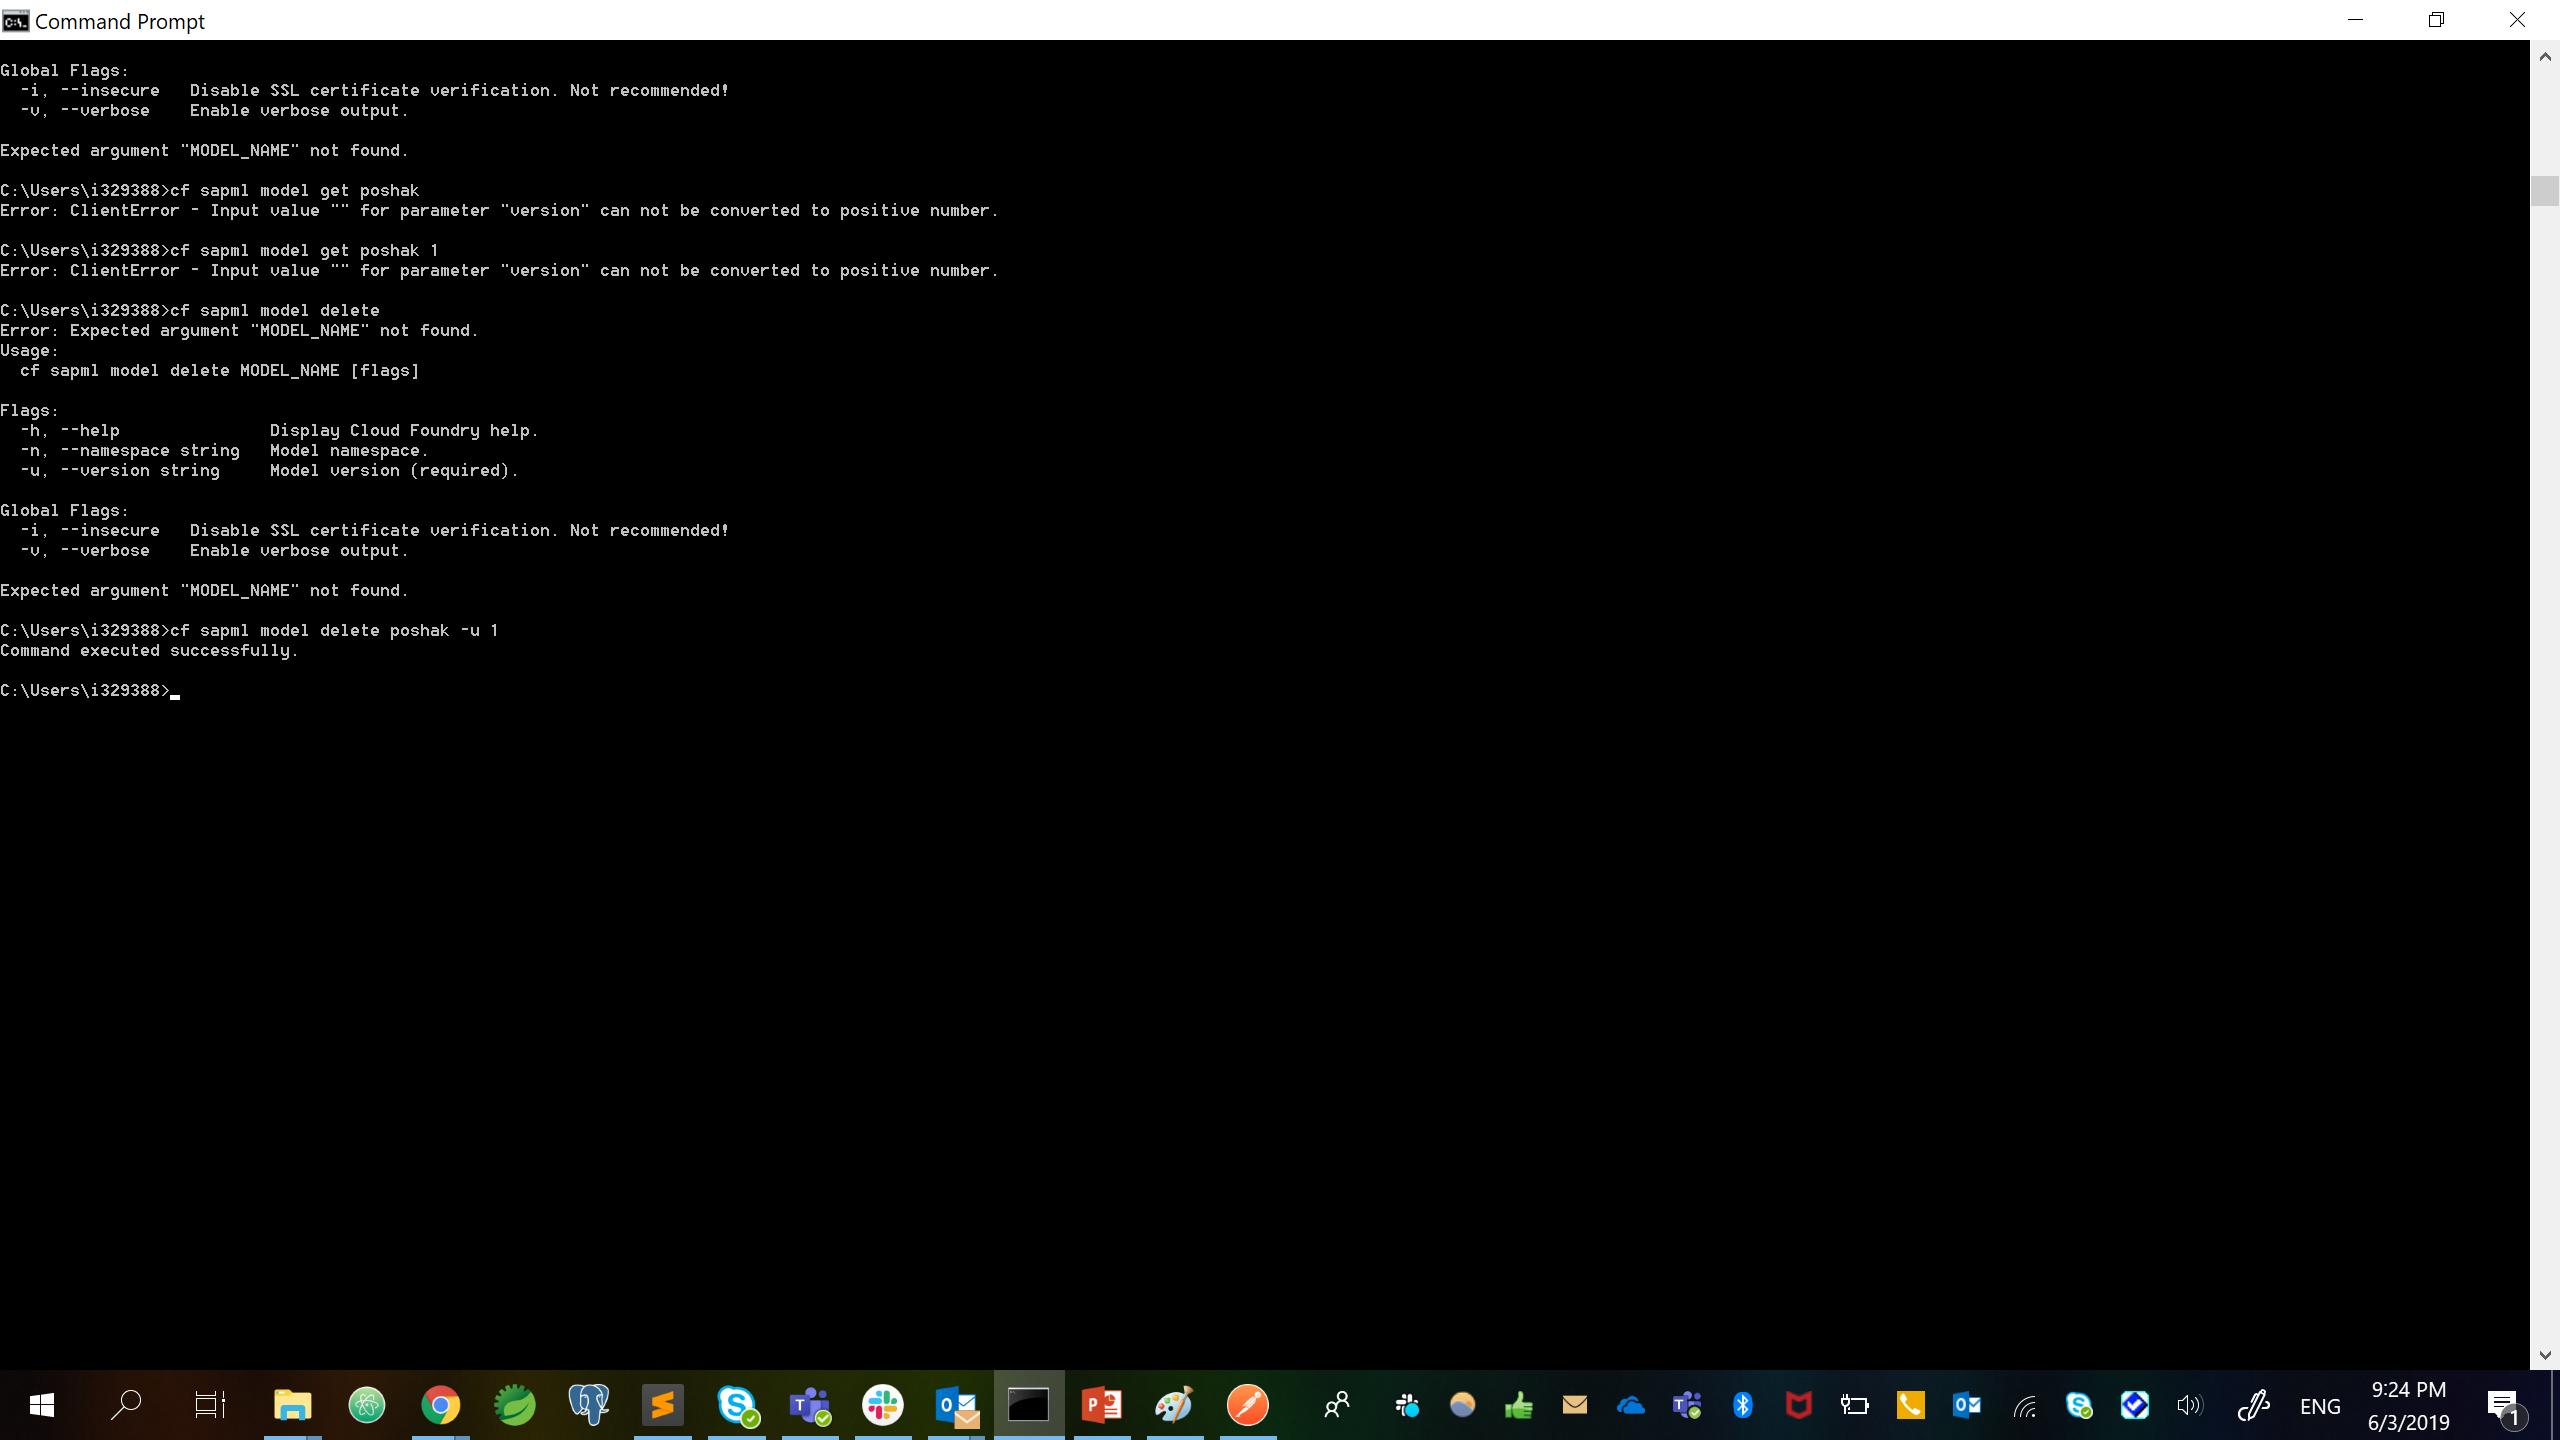 Command Prompt
Global Flags:
-i, --insecure Disable SSL certificate verification. Not recommended!
-v, --verbose Enable verbose output.
Expected argument "MODEL_NAME" not found.
C:\Users\i329388>cf sapml model get poshak
Error: ClientError - Input value "" for parameter "version" can not be converted to positive number.
C:\Users\i329388>cf sapml model get poshak 1
Error: ClientError - Input value "" for parameter "version" can not be converted to positive number.
C:\Users\i329388>cf sapml model delete
Error: Expected argument "MODEL_NAME" not found.
Usage:
cf sapml model delete MODEL_NAME [flags]
Flags:
-h, --help Display Cloud Foundry help.
-n, --namespace string Model namespace.
-u, --version string Model version (required).
Global Flags:
-i, --insecure Disable SSL certificate verification. Not recommended!
-v, --verbose Enable verbose output.
Expected argument "MODEL_NAME" not found.
C:\Users\i329388>cf sapml model delete poshak -u 1
Command executed successfully.
C:\Users\i329388>
ENG
9:24 PM
6/3/2019
1